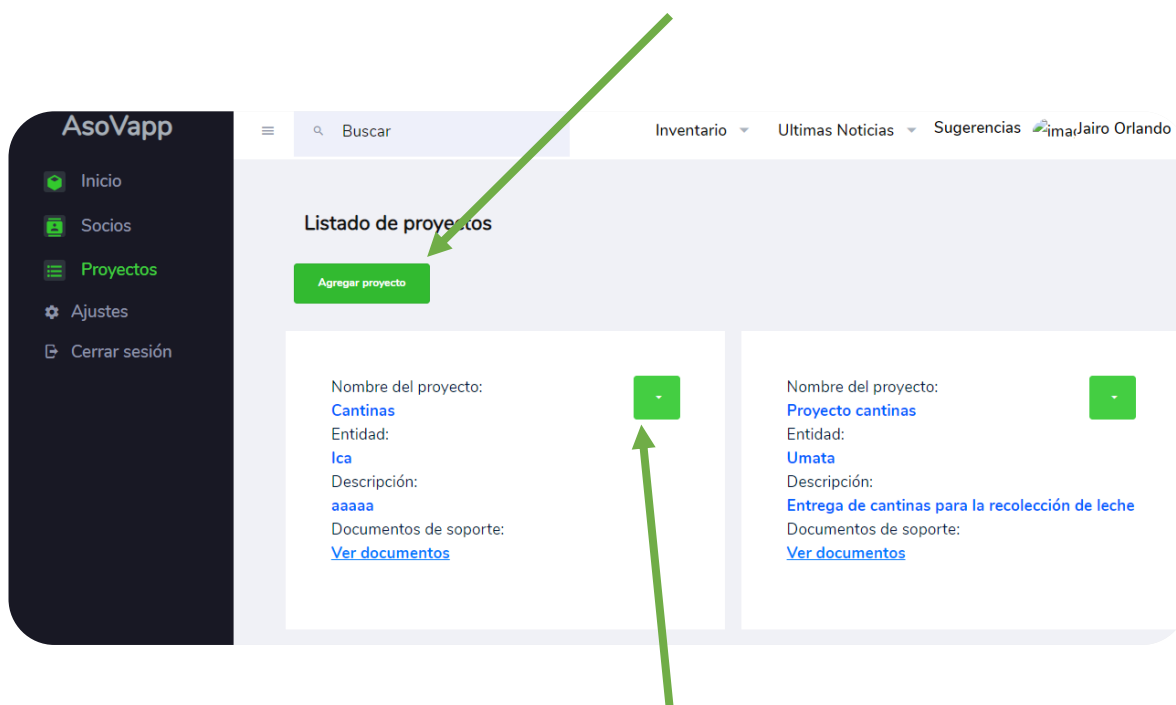 AsoVapp
Inicio
Socios
Proyectos
Ajustes
Cerrar sesión
Buscar
Inventario
Ultimas Noticias
Sugerencias
imag
Jairo Orlando
Listado de proyectos
Agregar proyecto
Nombre del proyecto:
Cantinas
Entidad:
Ica
Descripción:
aaaaa
Documentos de soporte:
Ver documentos
Nombre del proyecto:
Proyecto cantinas
Entidad:
Umata
Descripción:
Entrega de cantinas para la recolección de leche
Documentos de soporte:
Ver documentos